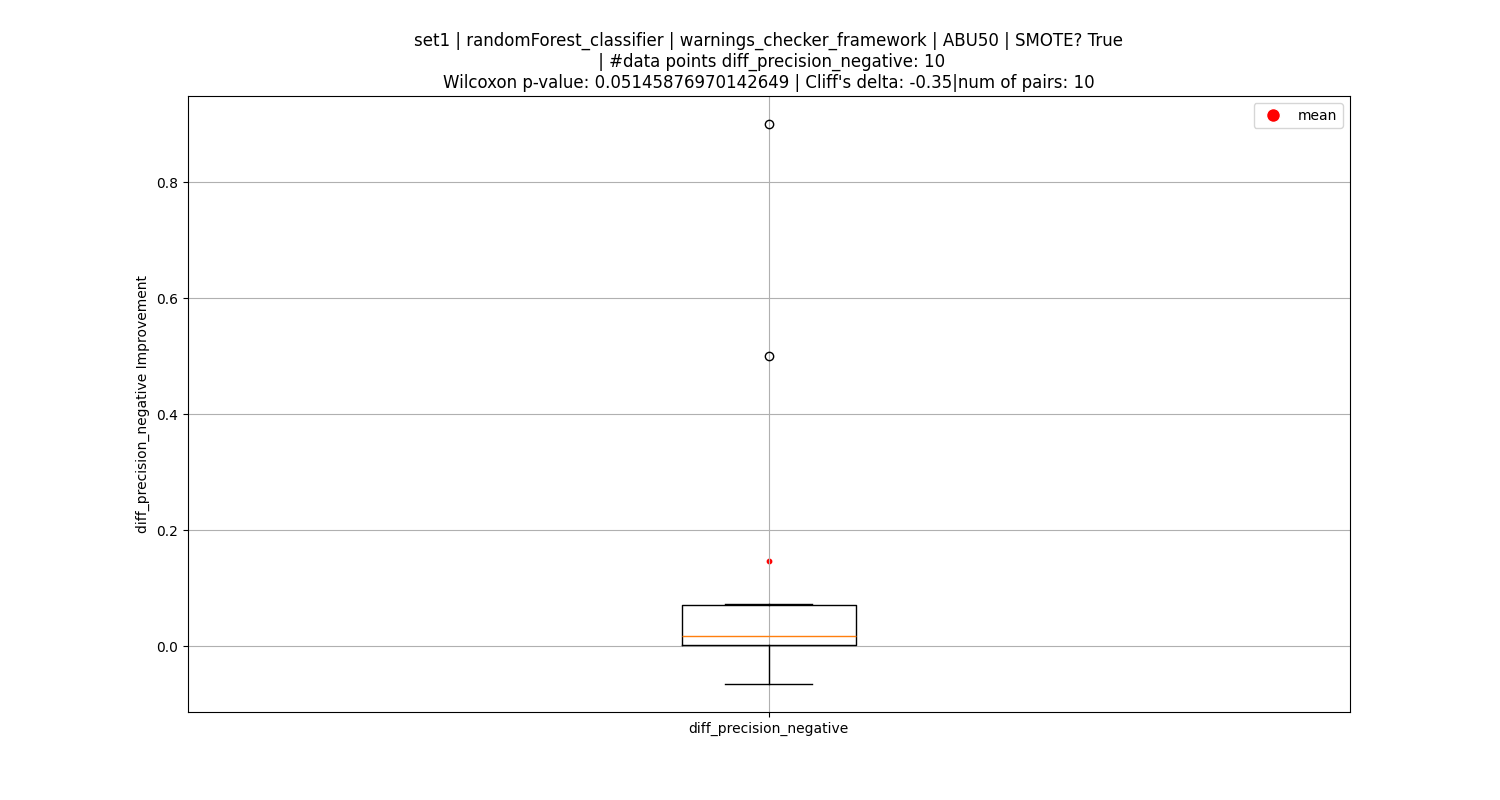 set1 | randomForest_classifier | warnings_checker_framework | ABU50 | SMOTE? True
| #data points diff_precision_negative: 10
Wilcoxon p-value: 0.05145876970142649 | Cliff's delta: -0.35|num of pairs: 10
mean
0.8
0.6
0.4
0.2
0.0
diff_precision_negative Improvement
diff_precision_negative